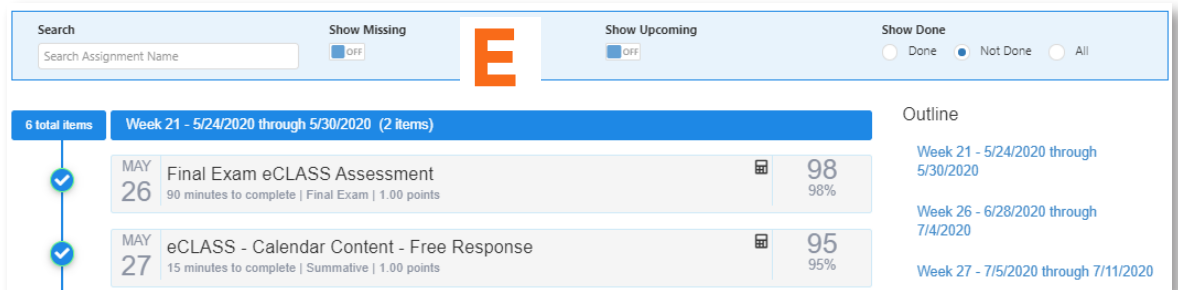 Search
Search Assignment Name
Show Missing
OFF
E
Show Upcoming
OFF
Show Done
Done Not Done All
6 total items
Week 21 - 5/24/2020 through 5/30/2020 (2 items)
MAY
26
Final Exam eCLASS Assessment
90 minutes to complete | Final Exam | 1.00 points
98
98%
MAY
27
eCLASS - Calendar Content - Free Response
15 minutes to complete | Summative | 1.00 points
95
95%
Outline
Week 21 - 5/24/2020 through
5/30/2020
Week 26 - 6/28/2020 through
7/4/2020
Week 27 - 7/5/2020 through 7/11/2020